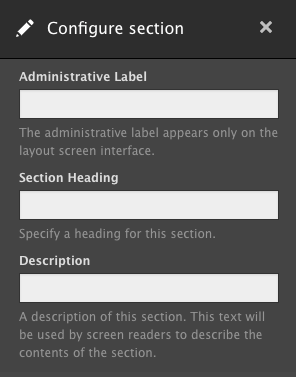 Configure section
Administrative Label
The administrative label appears only on the
layout screen interface.
Section Heading
Specify a heading for this section.
Description
A description of this section. This text will
be used by screen readers to describe the
contents of the section.